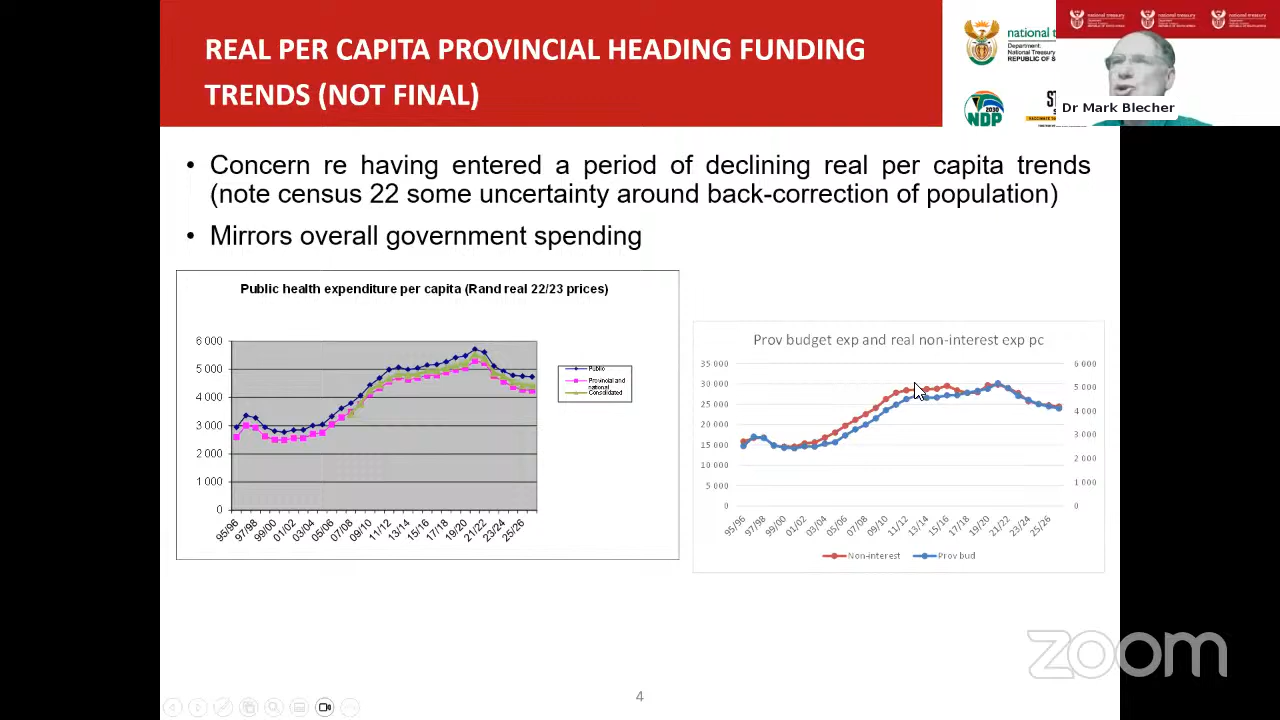 REAL PER CAPITA PROVINCIAL HEADING FUNDING
TRENDS (NOT FINAL)
national t
Department:
National Treasury
REPUBLIC OF S
NDP
2030
Dr Mark Blecher
• Concern re having entered a period of declining real per capita trends
(note census 22 some uncertainty around back-correction of population)
• Mirrors overall government spending
Public health expenditure per capita (Rand real 22/23 prices)
6 000
5 000
4 000
3 000
2 000
1 000
0
95/96
97/98
99/00
01/02
03/04
05/06
07/08
09/10
11/12
13/14
15/16
17/18
19/20
21/22
23/24
25/26
Public
Provincial and
national
Consolidated
Prov budget exp and real non-interest exp pc
35 000
30 000
25 000
20 000
15 000
10 000
5 000
0
6 000
5 000
4 000
3 000
2 000
1 000
0
95/96
97/98
99/00
01/02
03/04
05/06
07/08
09/10
11/12
13/14
15/16
17/18
19/20
21/22
23/24
25/26
Non-interest
Prov bud
zoom
4